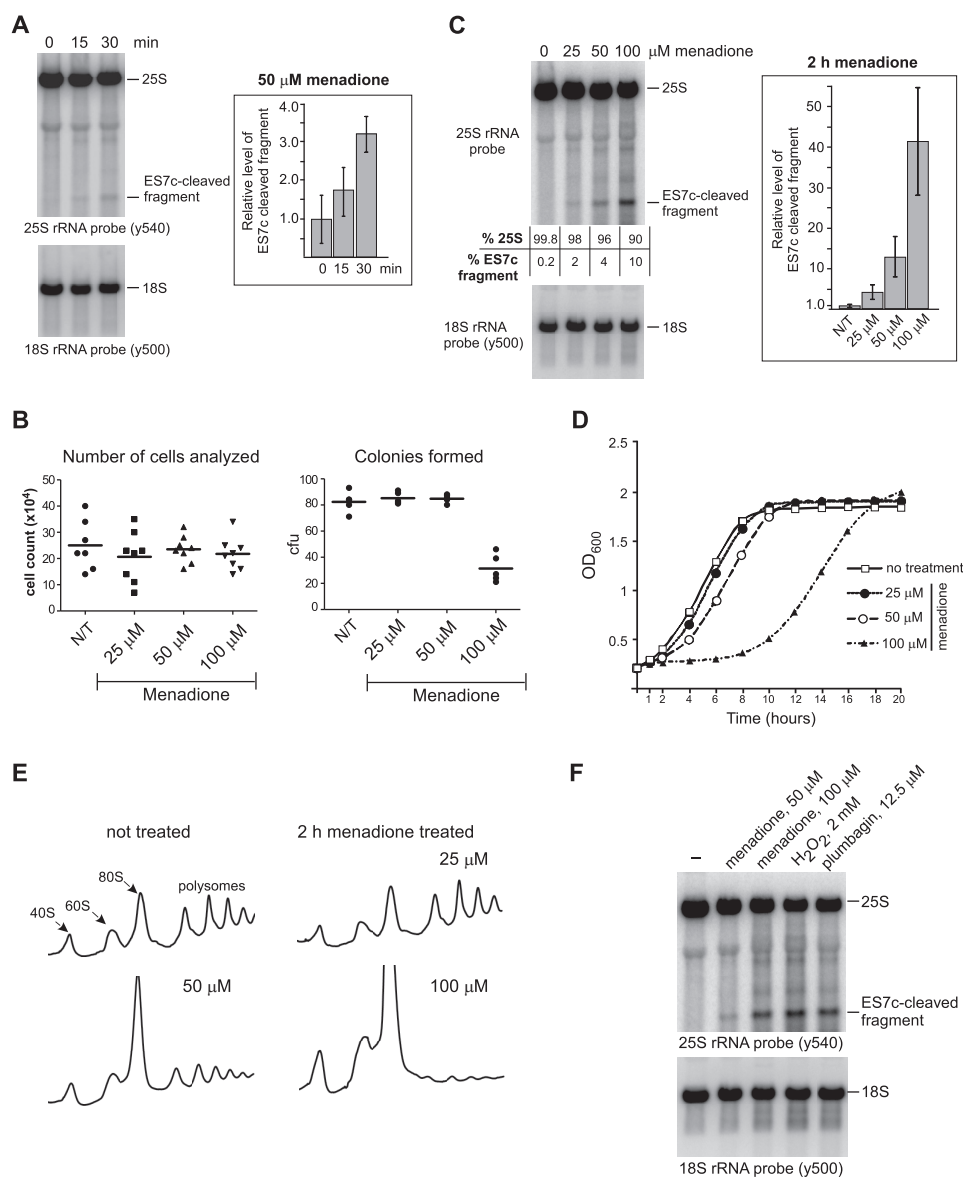 A
0 15 30 min
25S
ES7c-cleaved
fragment
25S rRNA probe (y540)
18S
18S rRNA probe (y500)
50 µM menadione
Relative level of
ES7c cleaved fragment
4.0
3.0
2.0
1.0
0 15 30 min
C
0 25 50 100 µM menadione
25S
25S rRNA
probe
ES7c-cleaved
fragment
% 25S 99.8 98 96 90
% ES7c
fragment 0.2 2 4 10
18S rRNA
probe (y500)
18S
2 h menadione
Relative level of
ES7c cleaved fragment
50
40
30
20
10
1.0
N/T 25 µM 50 µM 100 µM
B
Number of cells analyzed
cell count (x10⁴)
50
40
30
20
10
0
N/T 25 µM 50 µM 100 µM
Menadione
Colonies formed
cfu
100
80
60
40
20
0
N/T 25 µM 50 µM 100 µM
Menadione
D
OD600
2.5
2
1.5
1
0.5
1 2 4 6 8 10 12 14 16 18 20
Time (hours)
no treatment
25 µM
50 µM
100 µM
menadione
E
not treated
40S 60S 80S polysomes
2 h menadione treated
25 µM
50 µM
100 µM
F
– menadione, 50 µM menadione, 100 µM H2O2, 2 mM plumbagin, 12.5 µM
25S
ES7c-cleaved
fragment
25S rRNA probe (y540)
18S
18S rRNA probe (y500)